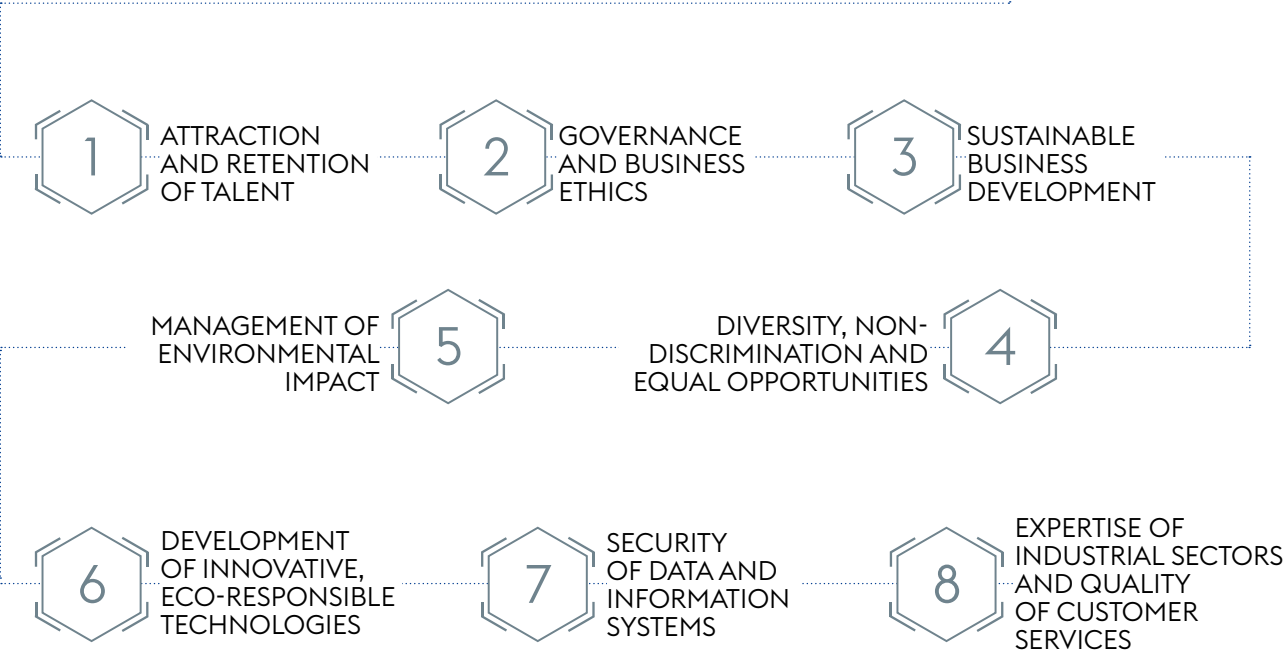 1
ATTRACTION
AND RETENTION
OF TALENT
2
GOVERNANCE
AND BUSINESS
ETHICS
3
SUSTAINABLE
BUSINESS
DEVELOPMENT
4
DIVERSITY, NON-
DISCRIMINATION AND
EQUAL OPPORTUNITIES
5
MANAGEMENT OF
ENVIRONMENTAL
IMPACT
6
DEVELOPMENT
OF INNOVATIVE,
ECO-RESPONSIBLE
TECHNOLOGIES
7
SECURITY
OF DATA AND
INFORMATION
SYSTEMS
8
EXPERTISE OF
INDUSTRIAL SECTORS
AND QUALITY
OF CUSTOMER
SERVICES